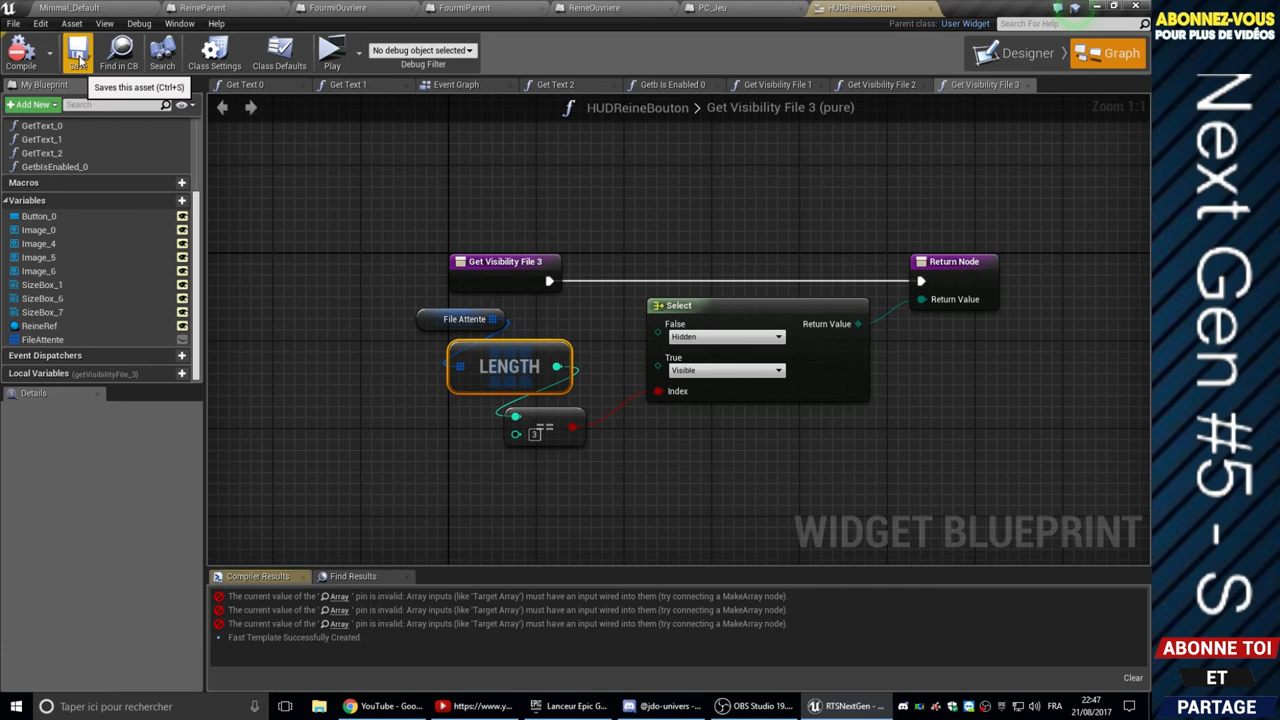 Minimal_Default
ReineParent
FourmiOuvriere
FourmiParent
ReineOuvriere
PC_Jeu
HUDReineBouton*
File Edit Asset View Debug Window Help
Parent class: User Widget
Search For Help
Compile
Save
Find in CB
Search
Class Settings
Class Defaults
Play
No debug object selected
Debug Filter
Designer
Graph
Saves this asset (Ctrl+S)
My Blueprint
Get Text 0
Get Text 1
Event Graph
Get Text 2
Getb Is Enabled 0
Get Visibility File 1
Get Visibility File 2
Get Visibility File 3
Add New
Search
HUDReineBouton > Get Visibility File 3 (pure)
Zoom 1:1
GetText_0
GetText_1
GetText_2
GetbIsEnabled_0
Macros
Variables
Button_0
Image_0
Image_4
Image_5
Image_6
SizeBox_1
SizeBox_6
SizeBox_7
ReineRef
FileAttente
Event Dispatchers
Local Variables (getVisibilityFile_3)
Details
Get Visibility File 3
File Attente
LENGTH
==
3
Select
False
Hidden
True
Visible
Index
Return Value
Return Node
Return Value
WIDGET BLUEPRINT
Compiler Results
Find Results
The current value of the ' Array ' pin is invalid: Array inputs (like 'Target Array') must have an input wired into them (try connecting a MakeArray node).
The current value of the ' Array ' pin is invalid: Array inputs (like 'Target Array') must have an input wired into them (try connecting a MakeArray node).
The current value of the ' Array ' pin is invalid: Array inputs (like 'Target Array') must have an input wired into them (try connecting a MakeArray node).
Fast Template Successfully Created.
Clear
Taper ici pour rechercher
YouTube - Goo...
https://www.y...
Lanceur Epic G...
@jdo-univers - ...
OBS Studio 19....
RTSNextGen - ...
FRA
22:47
21/08/2017
ABONNEZ-VOUS
POUR PLUS DE VIDÉOS
Next Gen #5 - S
ABONNE TOI
ET
PARTAGE